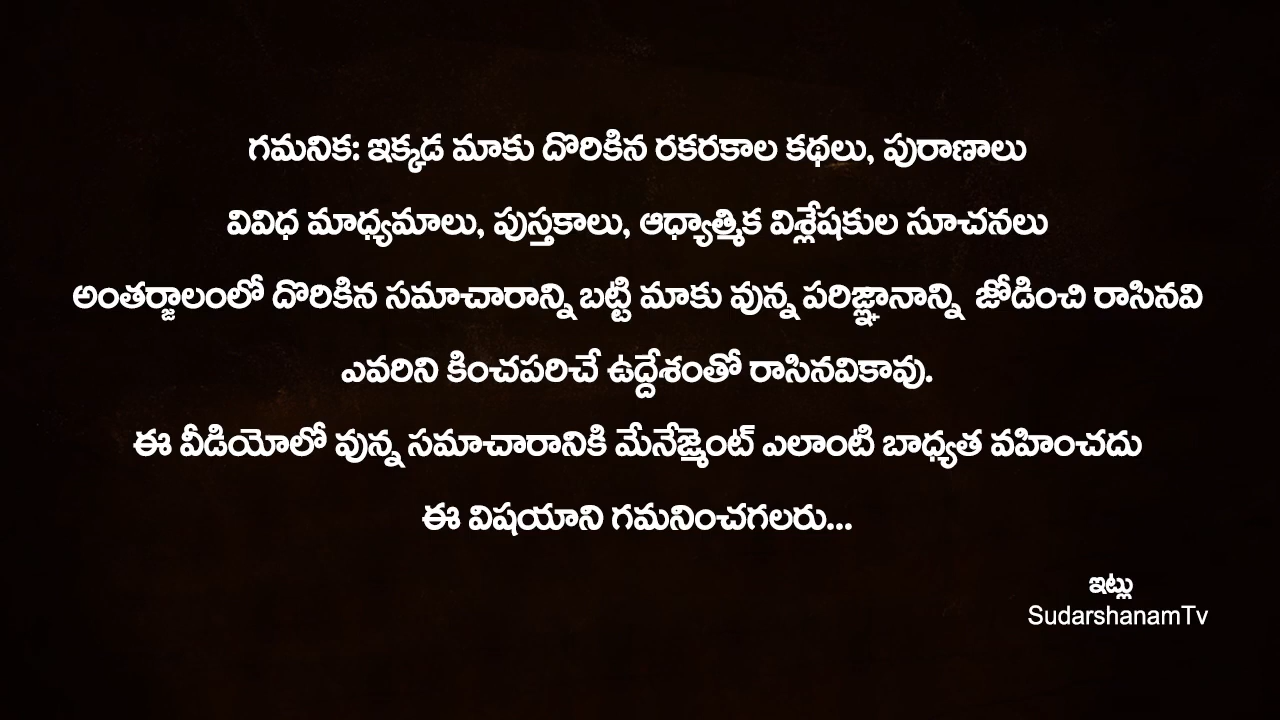 గమనిక: ఇక్కడ మాకు దొరికిన రకరకాల కథలు, పురాణాలు
వివిధ మాధ్యమాలు, పుస్తకాలు, ఆధ్యాత్మిక విశ్లేషకుల సూచనలు
అంతర్జాలంలో దొరికిన సమాచారాన్ని బట్టి మాకు వున్న పరిజ్ఞానాన్ని జోడించి రాసినవి
ఎవరిని కించపరిచే ఉద్దేశంతో రాసినవికావు.
ఈ వీడియోలో వున్న సమాచారానికి మేనేజ్మెంట్ ఎలాంటి బాధ్యత వహించదు
ఈ విషయాని గమనించగలరు...
ఇట్లు
SudarshanamTv